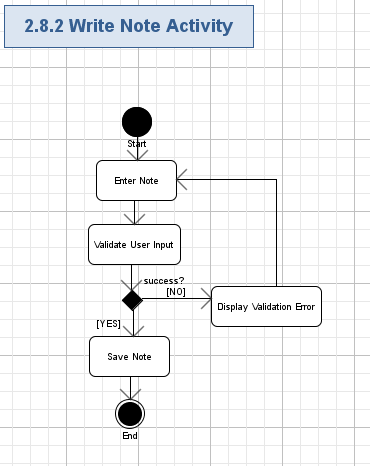 2.8.2 Write Note Activity
Start
Enter Note
Validate User Input
success?
[NO]
Display Validation Error
[YES]
Save Note
End